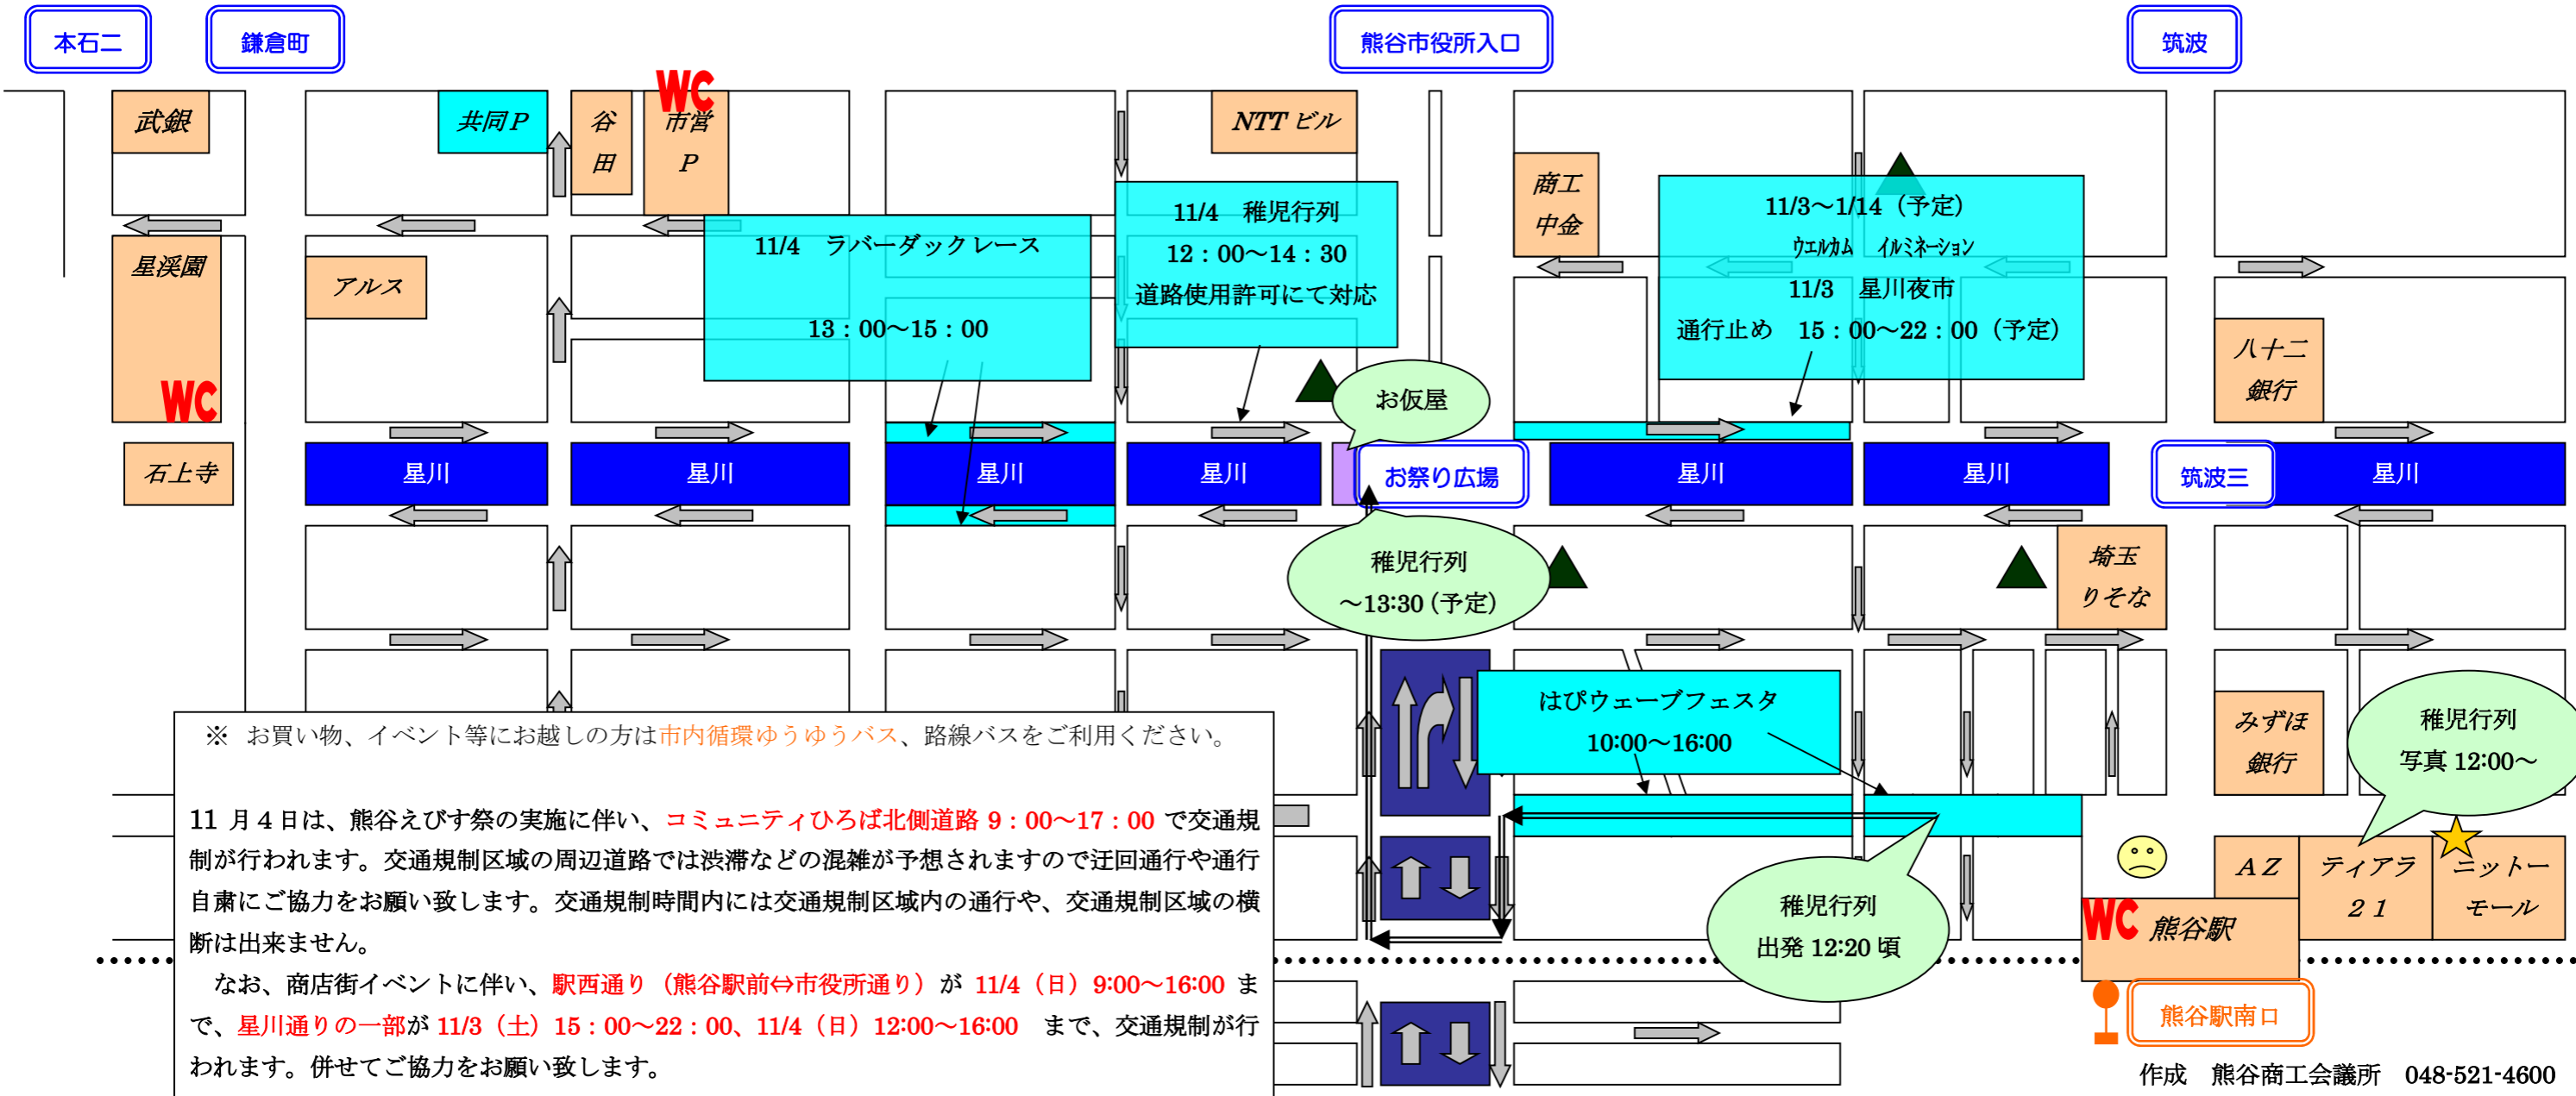 本石二
鎌倉町
熊谷市役所入口
筑波
武銀
共同P
谷
田
WC
市営
P
NTTビル
商工
中金
11/4 稚児行列
12：00～14：30
道路使用許可にて対応
11/3～1/14（予定）
ウエルカム イルミネーション
11/3 星川夜市
通行止め 15：00～22：00（予定）
11/4 ラバーダックレース
13：00～15：00
星渓園
WC
アルス
八十二
銀行
お仮屋
石上寺
星川
星川
星川
星川
お祭り広場
星川
星川
筑波三
星川
稚児行列
～13:30（予定）
埼玉
りそな
はぴウェーブフェスタ
10:00～16:00
みずほ
銀行
稚児行列
写真 12:00～
稚児行列
出発 12:20 頃
AZ
ティアラ
２１
ニットー
モール
WC
熊谷駅
熊谷駅南口
※ お買い物、イベント等にお越しの方は市内循環ゆうゆうバス、路線バスをご利用ください。
11 月４日は、熊谷えびす祭の実施に伴い、コミュニティひろば北側道路 9：00～17：00 で交通規
制が行われます。交通規制区域の周辺道路では渋滞などの混雑が予想されますので迂回通行や通行
自粛にご協力をお願い致します。交通規制時間内には交通規制区域内の通行や、交通規制区域の横
断は出来ません。
なお、商店街イベントに伴い、駅西通り（熊谷駅前⇔市役所通り）が 11/4（日）9:00～16:00 ま
で、星川通りの一部が 11/3（土）15：00～22：00、11/4（日）12:00～16:00 まで、交通規制が行
われます。併せてご協力をお願い致します。
作成 熊谷商工会議所 048-521-4600